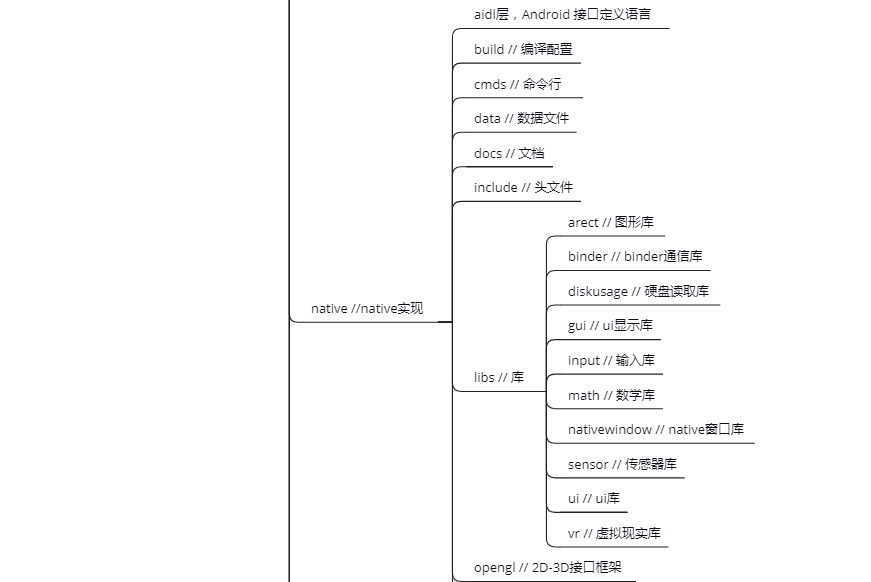 aidl层，Android 接口定义语言
build // 编译配置
cmds // 命令行
data // 数据文件
docs // 文档
include // 头文件
arect // 图形库
binder // binder通信库
diskusage // 硬盘读取库
native //native实现
gui // ui显示库
input // 输入库
libs // 库
math // 数学库
nativewindow // native窗口库
sensor // 传感器库
ui // ui库
vr // 虚拟现实库
opengl // 2D-3D接口框架